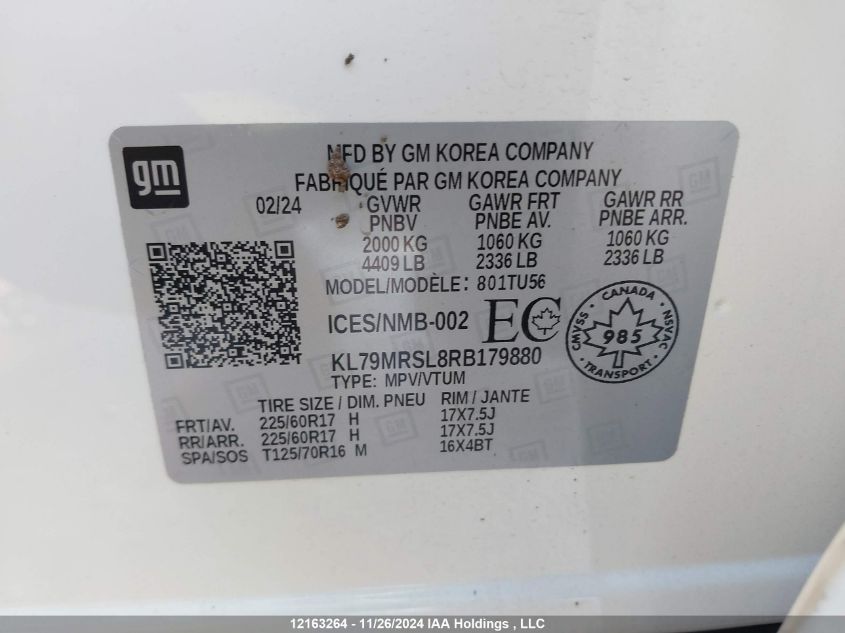 gm
MFD BY GM KOREA COMPANY
FABRIQUÉ PAR GM KOREA COMPANY
02/24 GVWR GAWR FRT GAWR RR
PNBV PNBE AV. PNBE ARR.
2000 KG 1060 KG 1060 KG
4409 LB 2336 LB 2336 LB
MODEL/MODÈLE: 801TU56
ICES/NMB-002 EC
CANADA
CMVSS 985 NSVAC
TRANSPORT
KL79MRSL8RB179880
TYPE: MPV/VTUM
TIRE SIZE / DIM. PNEU RIM / JANTE
FRT/AV. 225/60R17 H 17X7.5J
RR/ARR. 225/60R17 H 17X7.5J
SPA/SOS T125/70R16 M 16X4BT
12163264 - 11/26/2024 IAA Holdings , LLC